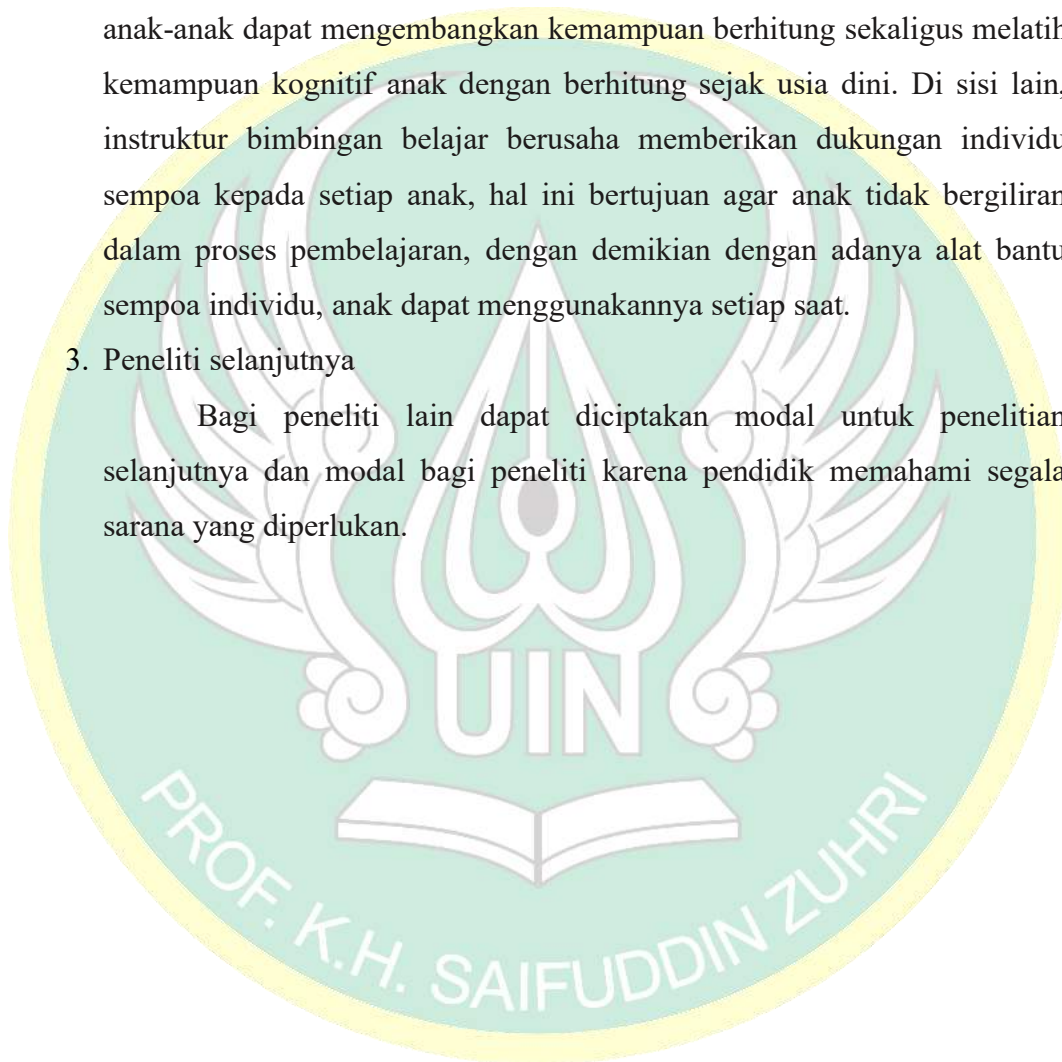 anak-anak dapat mengembangkan kemampuan berhitung sekaligus melatih
kemampuan kognitif anak dengan berhitung sejak usia dini. Di sisi lain,
instruktur bimbingan belajar berusaha memberikan dukungan individu
sempoa kepada setiap anak, hal ini bertujuan agar anak tidak bergiliran
dalam proses pembelajaran, dengan demikian dengan adanya alat bantu
sempoa individu, anak dapat menggunakannya setiap saat.
3. Peneliti selanjutnya
Bagi peneliti lain dapat diciptakan modal untuk penelitian
selanjutnya dan modal bagi peneliti karena pendidik memahami segala
sarana yang diperlukan.
UIN
PROF. K.H. SAIFUDDIN ZUHRI